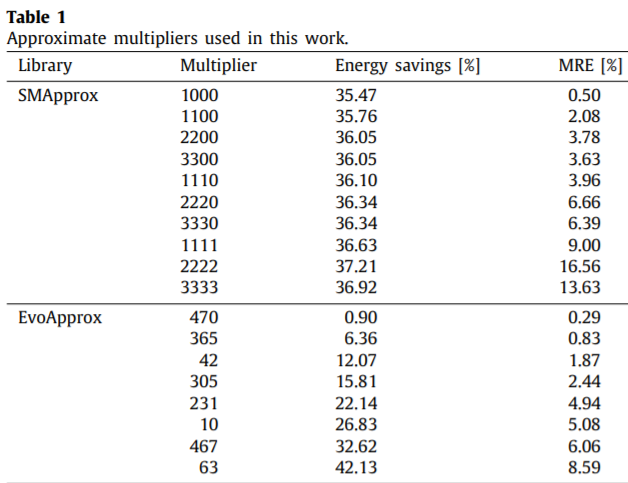 Table 1
Approximate multipliers used in this work.
Library Multiplier Energy savings [%] MRE [%]
SMApprox 1000 35.47 0.50
1100 35.76 2.08
2200 36.05 3.78
3300 36.05 3.63
1110 36.10 3.96
2220 36.34 6.66
3330 36.34 6.39
1111 36.63 9.00
2222 37.21 16.56
3333 36.92 13.63
EvoApprox 470 0.90 0.29
365 6.36 0.83
42 12.07 1.87
305 15.81 2.44
231 22.14 4.94
10 26.83 5.08
467 32.62 6.06
63 42.13 8.59